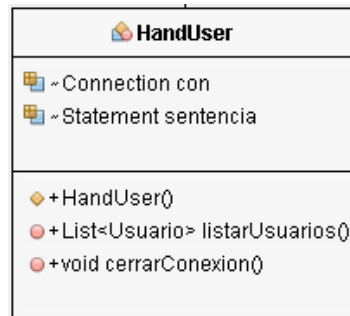 HandUser
~Connection con
~Statement sentencia
+HandUser()
+List<Usuario> listarUsuarios()
+void cerrarConexion()